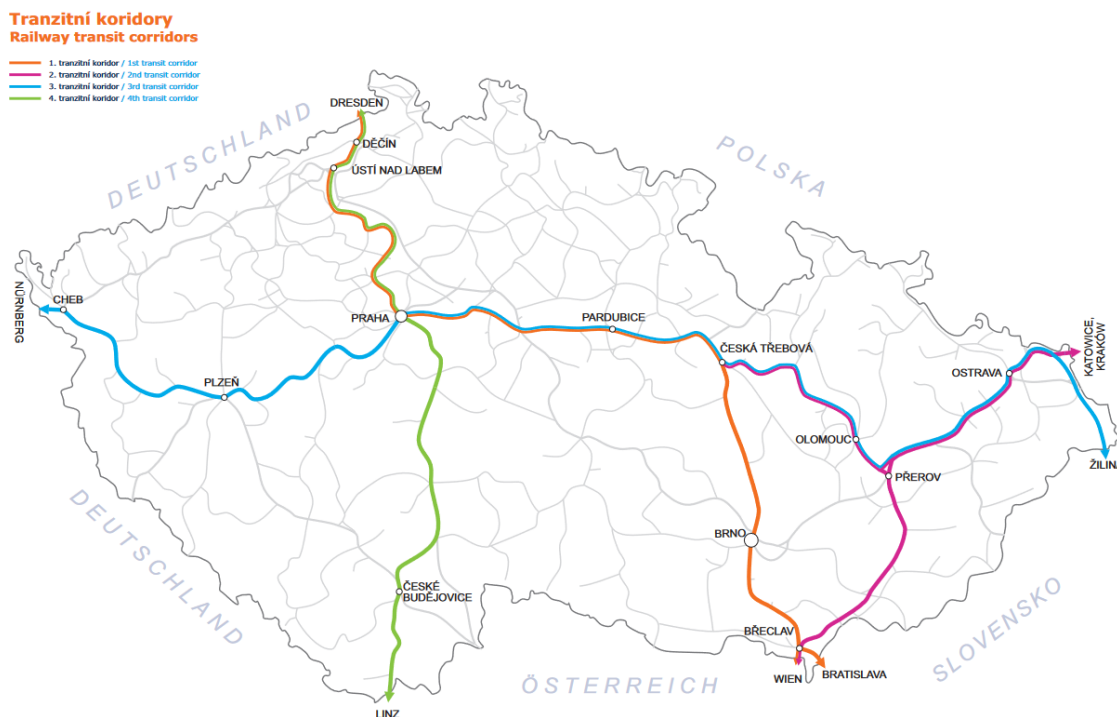 Tranzitní koridory
Railway transit corridors
1. tranzitní koridor / 1st transit corridor
2. tranzitní koridor / 2nd transit corridor
3. tranzitní koridor / 3rd transit corridor
4. tranzitní koridor / 4th transit corridor
DRESDEN
DEUTSCHLAND
DĚČÍN
POLSKA
ÚSTÍ NAD LABEM
NÜRNBERG
CHEB
PRAHA
PARDUBICE
KATOWICE,
KRAKÓW
ČESKÁ TŘEBOVÁ
OSTRAVA
PLZEŇ
OLOMOUC
ŽILINA
PŘEROV
DEUTSCHLAND
BRNO
ČESKÉ
BUDĚJOVICE
SLOVENSKO
BŘECLAV
WIEN
BRATISLAVA
ÖSTERREICH
LINZ